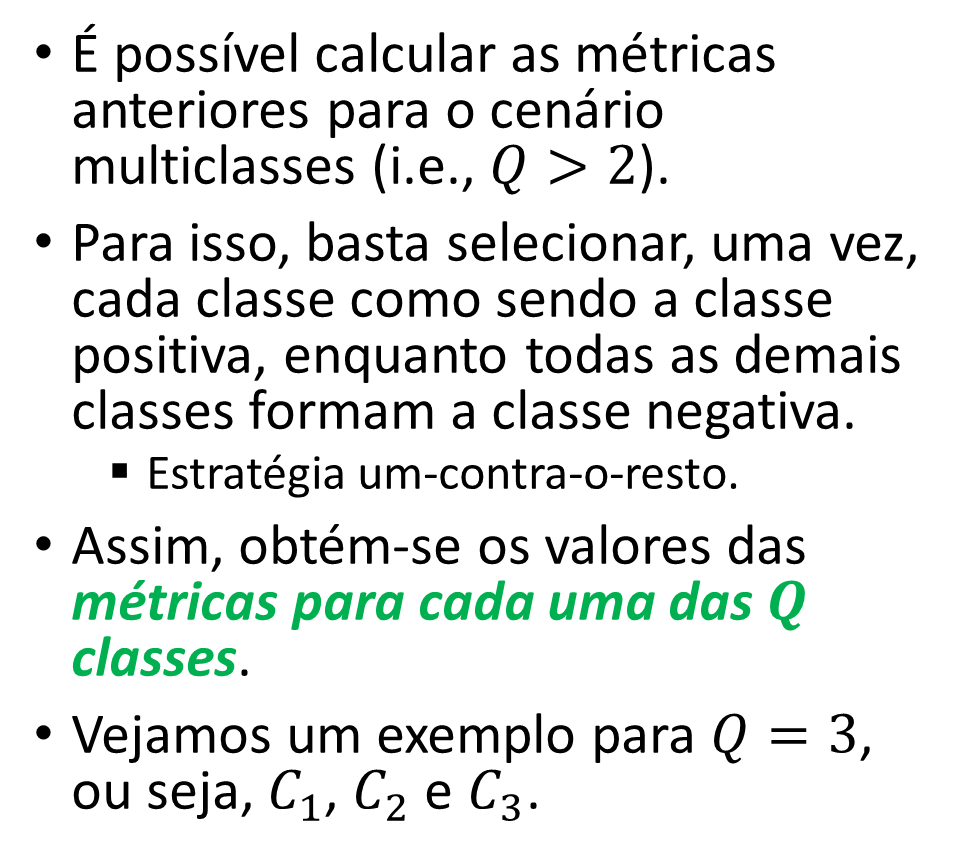 • É possível calcular as métricas
anteriores para o cenário
multiclasses (i.e., Q > 2).
• Para isso, basta selecionar, uma vez,
cada classe como sendo a classe
positiva, enquanto todas as demais
classes formam a classe negativa.
▪ Estratégia um-contra-o-resto.
• Assim, obtém-se os valores das
métricas para cada uma das Q
classes.
• Vejamos um exemplo para Q = 3,
ou seja, C₁, C₂ e C₃.